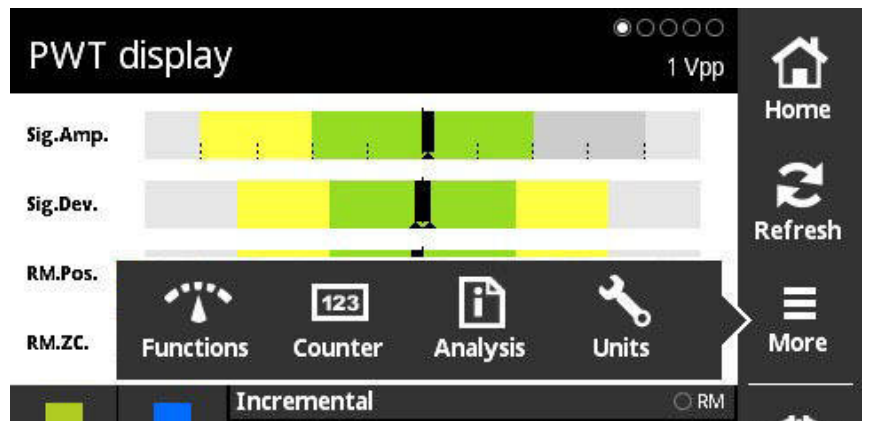 PWT display
1 Vpp
Home
Sig.Amp.
Refresh
Sig.Dev.
RM.Pos.
123
Functions Counter Analysis Units
More
RM.ZC.
Incremental
RM